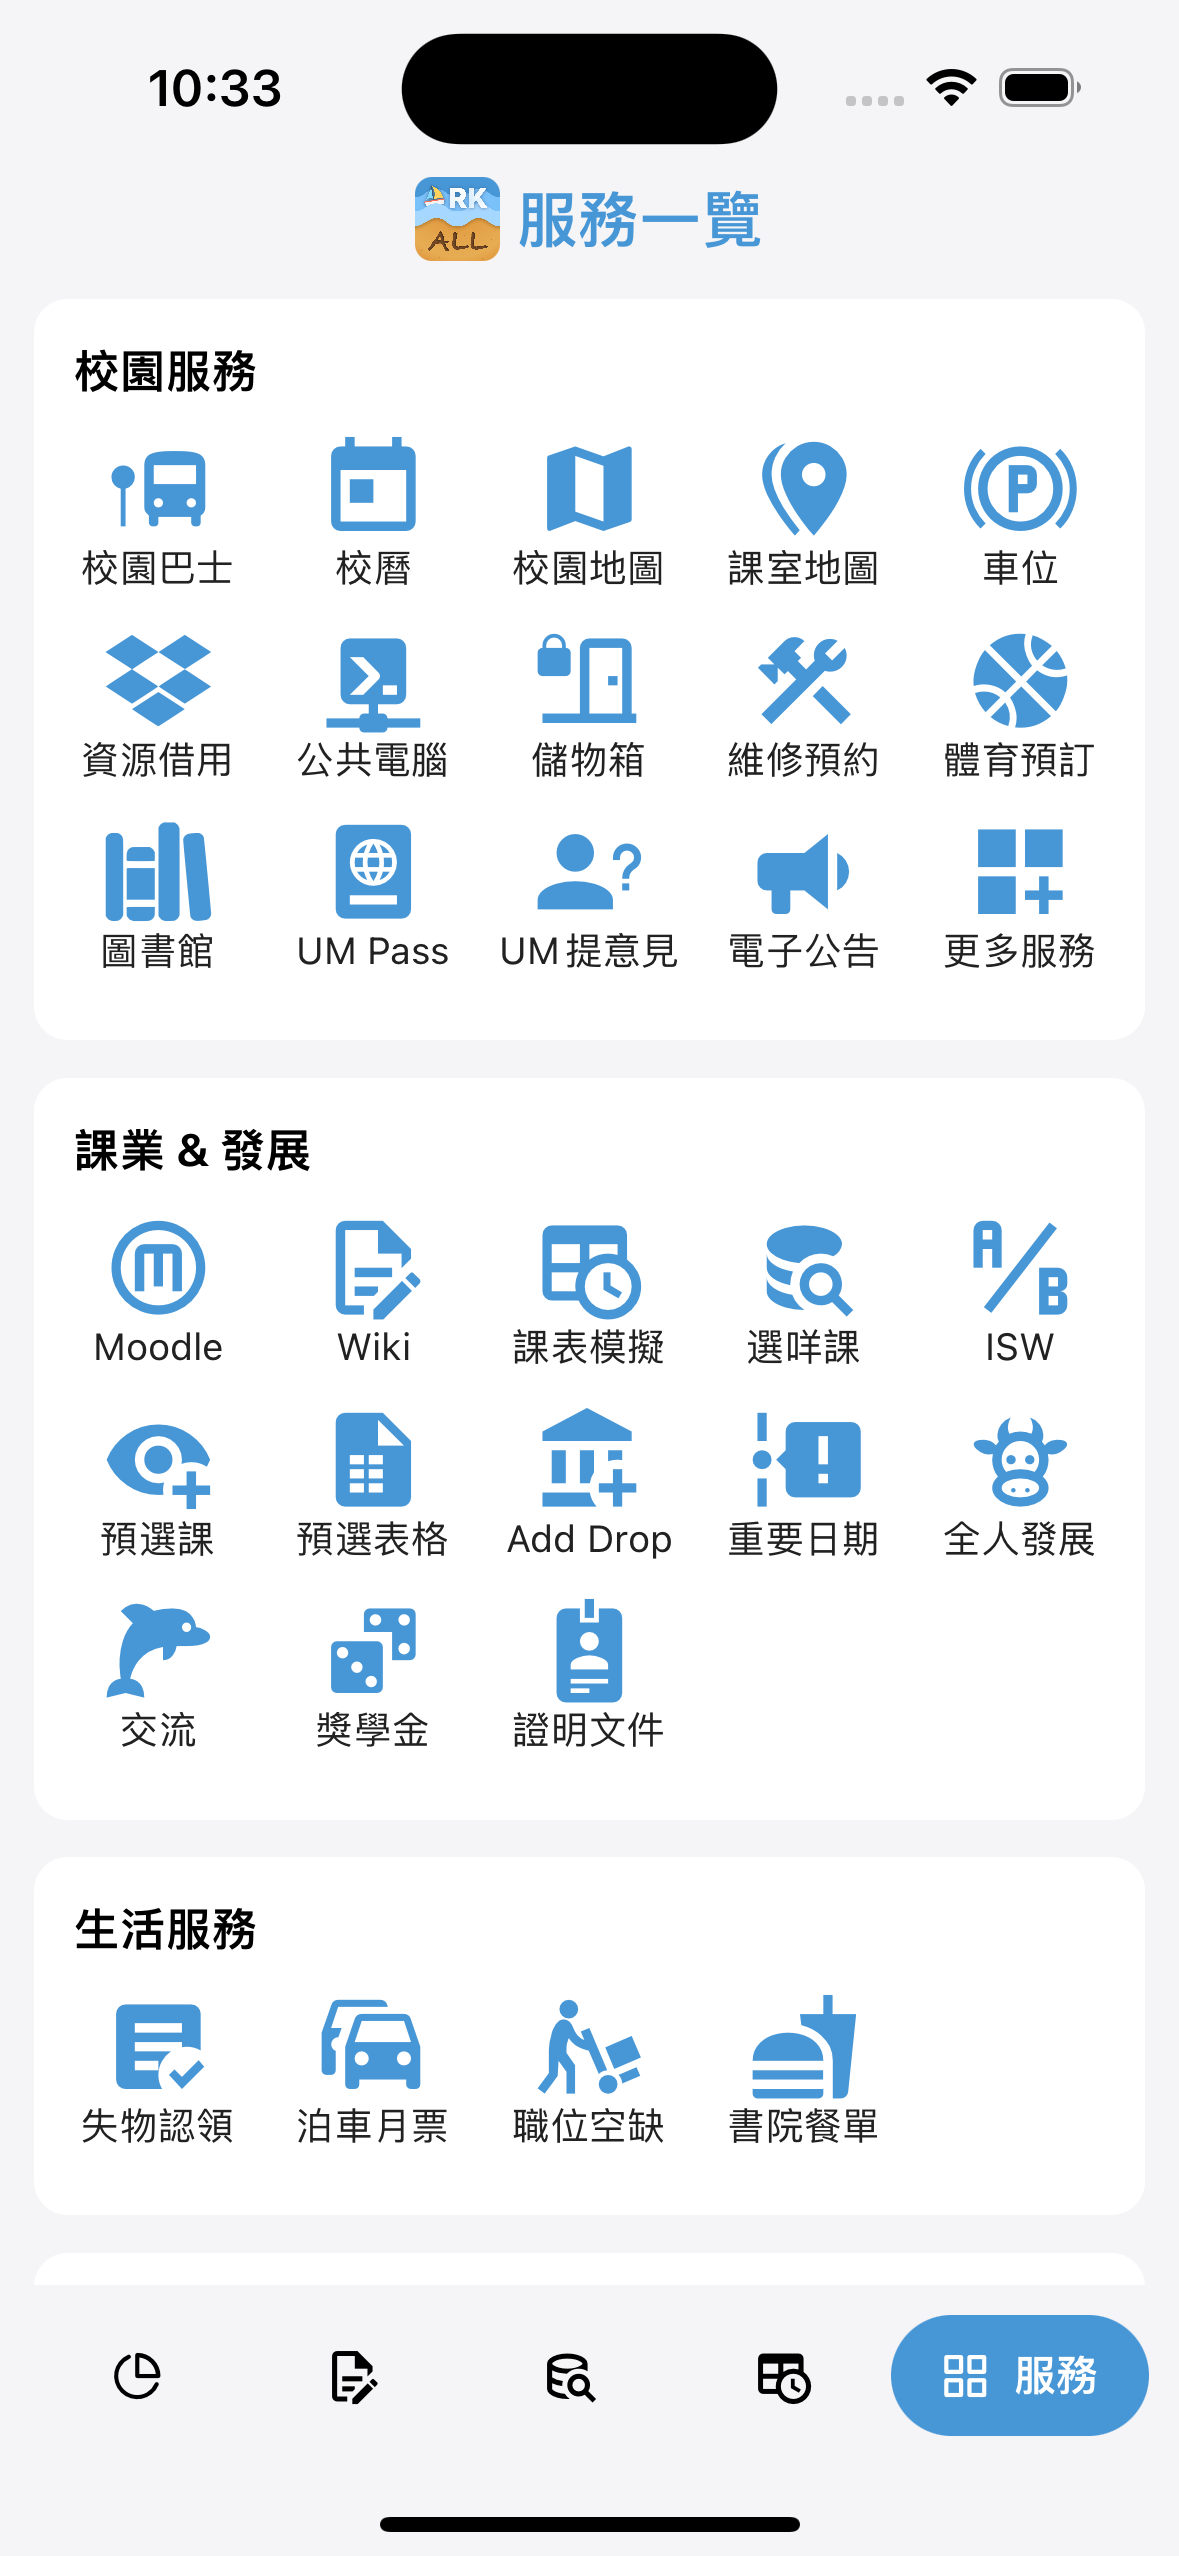 10:33
RK
ALL
服務一覽
校園服務
校園巴士 校曆 校園地圖 課室地圖 車位
資源借用 公共電腦 儲物箱 維修預約 體育預訂
圖書館 UM Pass UM 提意見 電子公告 更多服務
課業 & 發展
Moodle Wiki 課表模擬 選咩課 ISW
預選課 預選表格 Add Drop 重要日期 全人發展
交流 獎學金 證明文件
生活服務
失物認領 泊車月票 職位空缺 書院餐單
服務